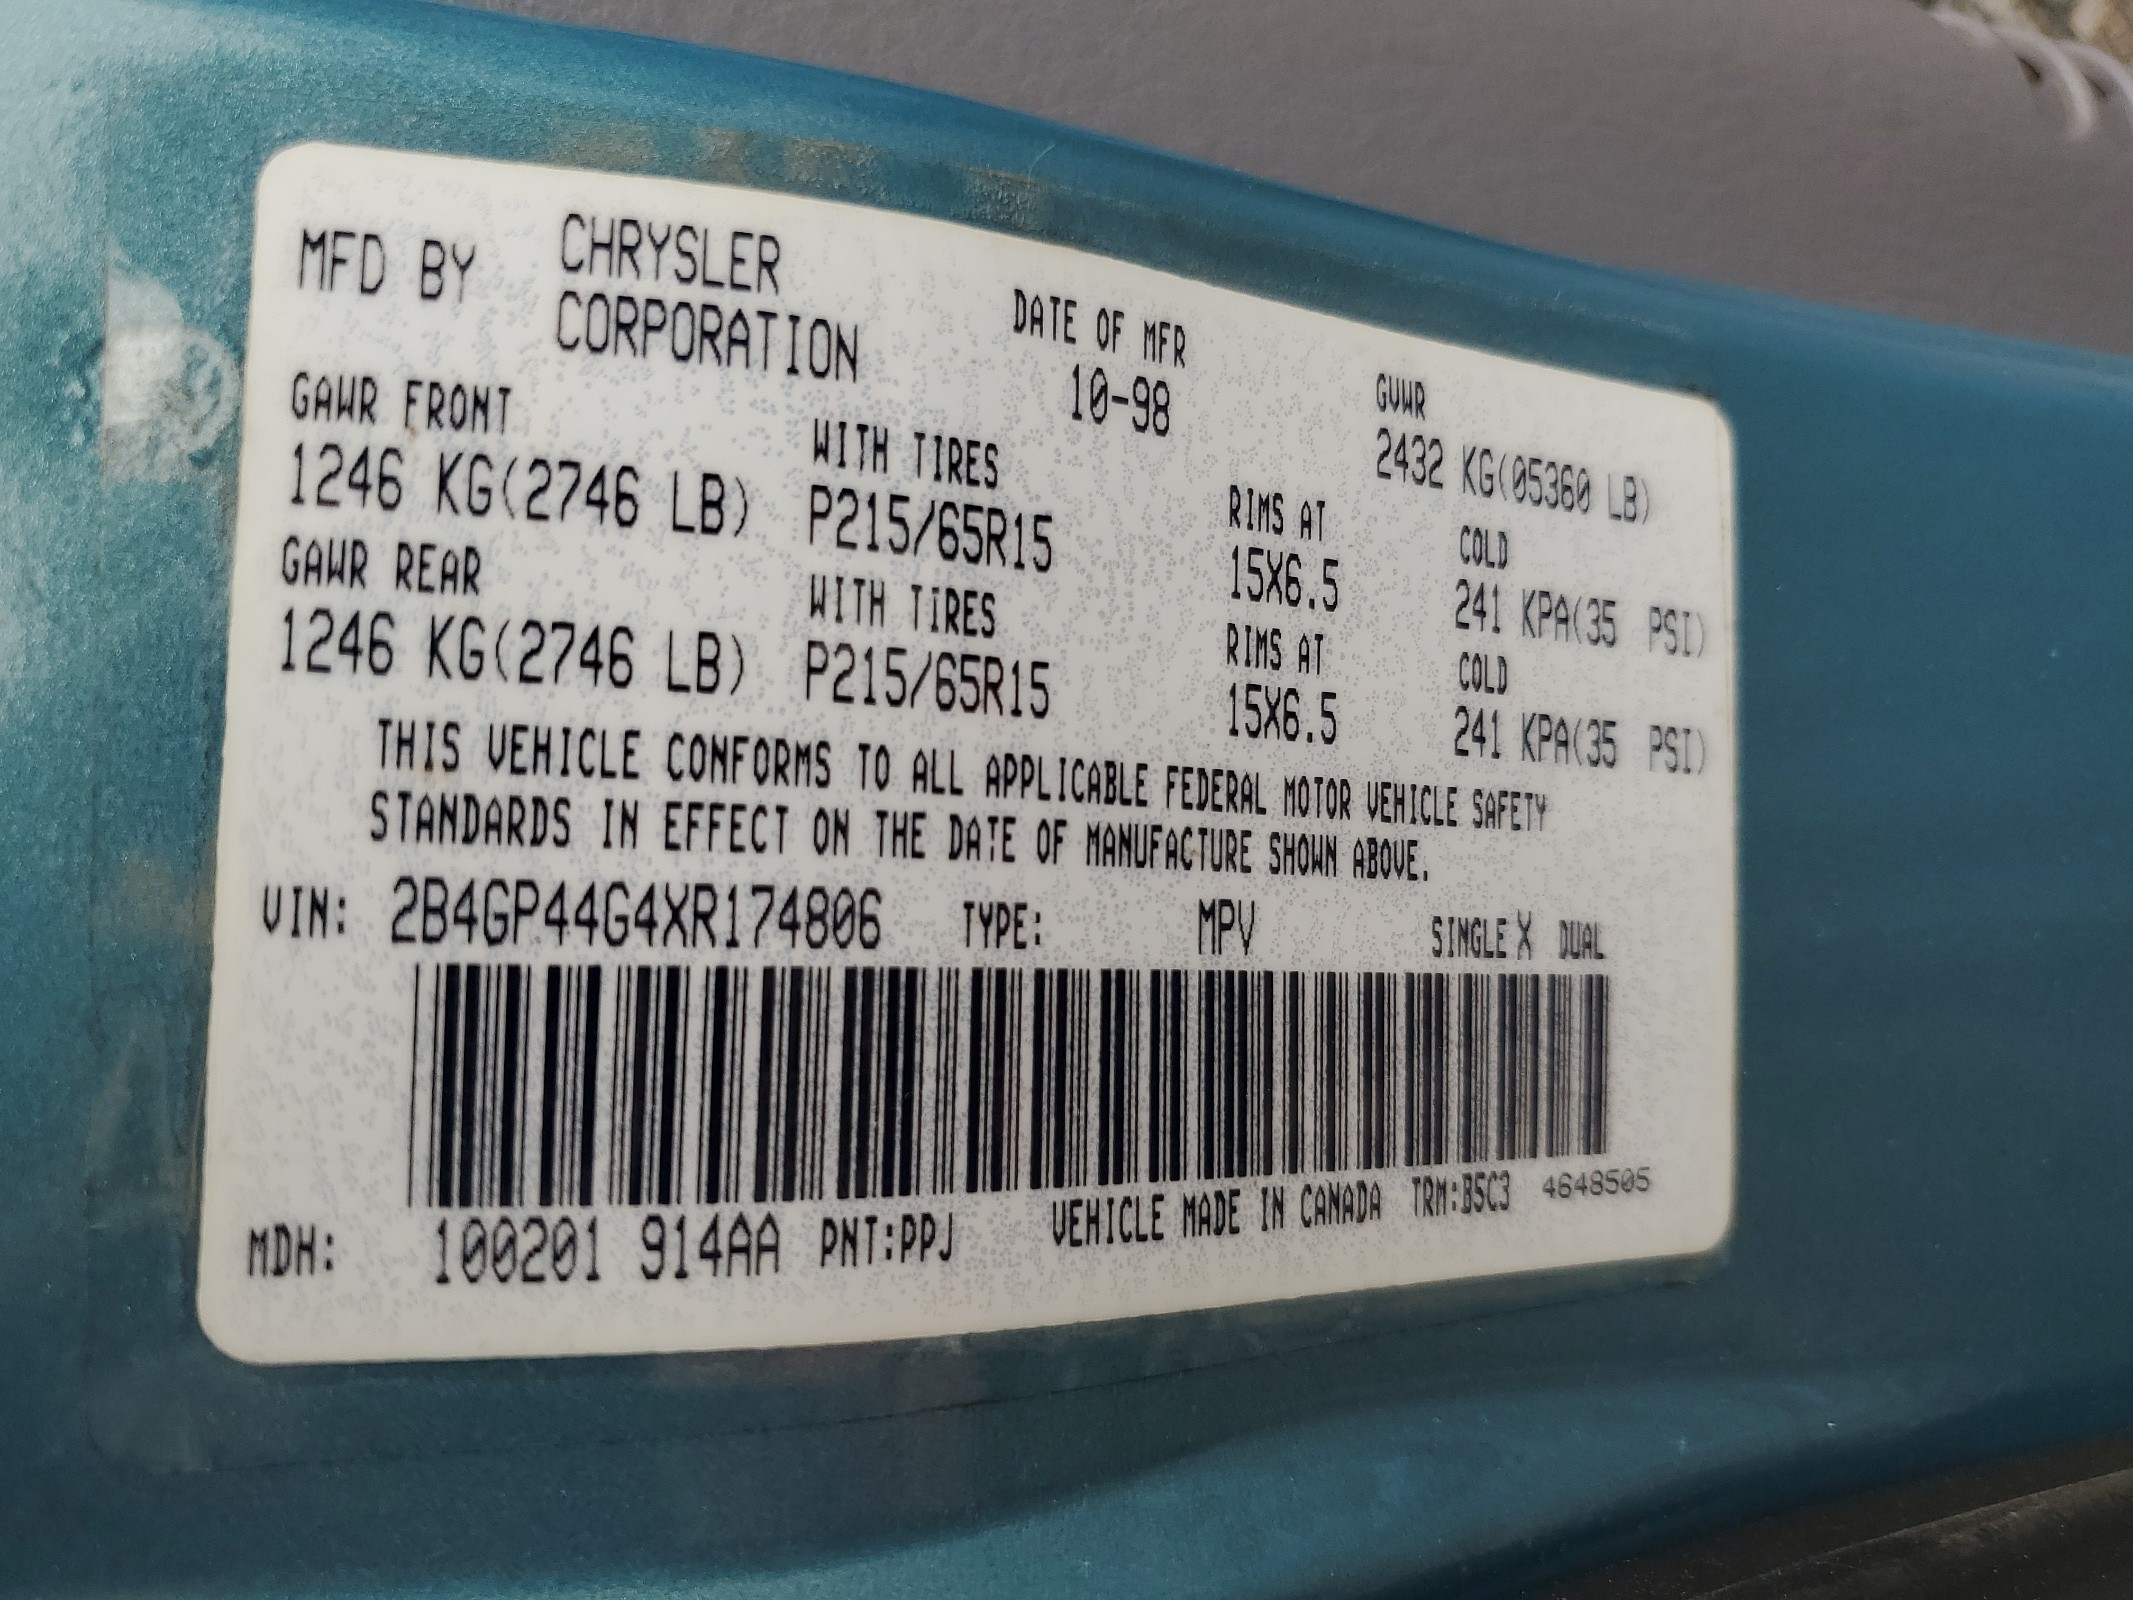 MFD BY CHRYSLER CORPORATION
DATE OF MFR
10-98
GVWR
2432 KG(05360 LB)
GAWR FRONT WITH TIRES RIMS AT COLD
1246 KG(2746 LB) P215/65R15 15X6.5 241 KPA(35 PSI)
GAWR REAR WITH TIRES RIMS AT COLD
1246 KG(2746 LB) P215/65R15 15X6.5 241 KPA(35 PSI)
THIS VEHICLE CONFORMS TO ALL APPLICABLE FEDERAL MOTOR VEHICLE SAFETY
STANDARDS IN EFFECT ON THE DATE OF MANUFACTURE SHOWN ABOVE.
VIN: 2B4GP44G4XR174806 TYPE: MPV SINGLE X DUAL
MDH: 100201 914AA PNT:PPJ VEHICLE MADE IN CANADA TRM:B5C3 4648505